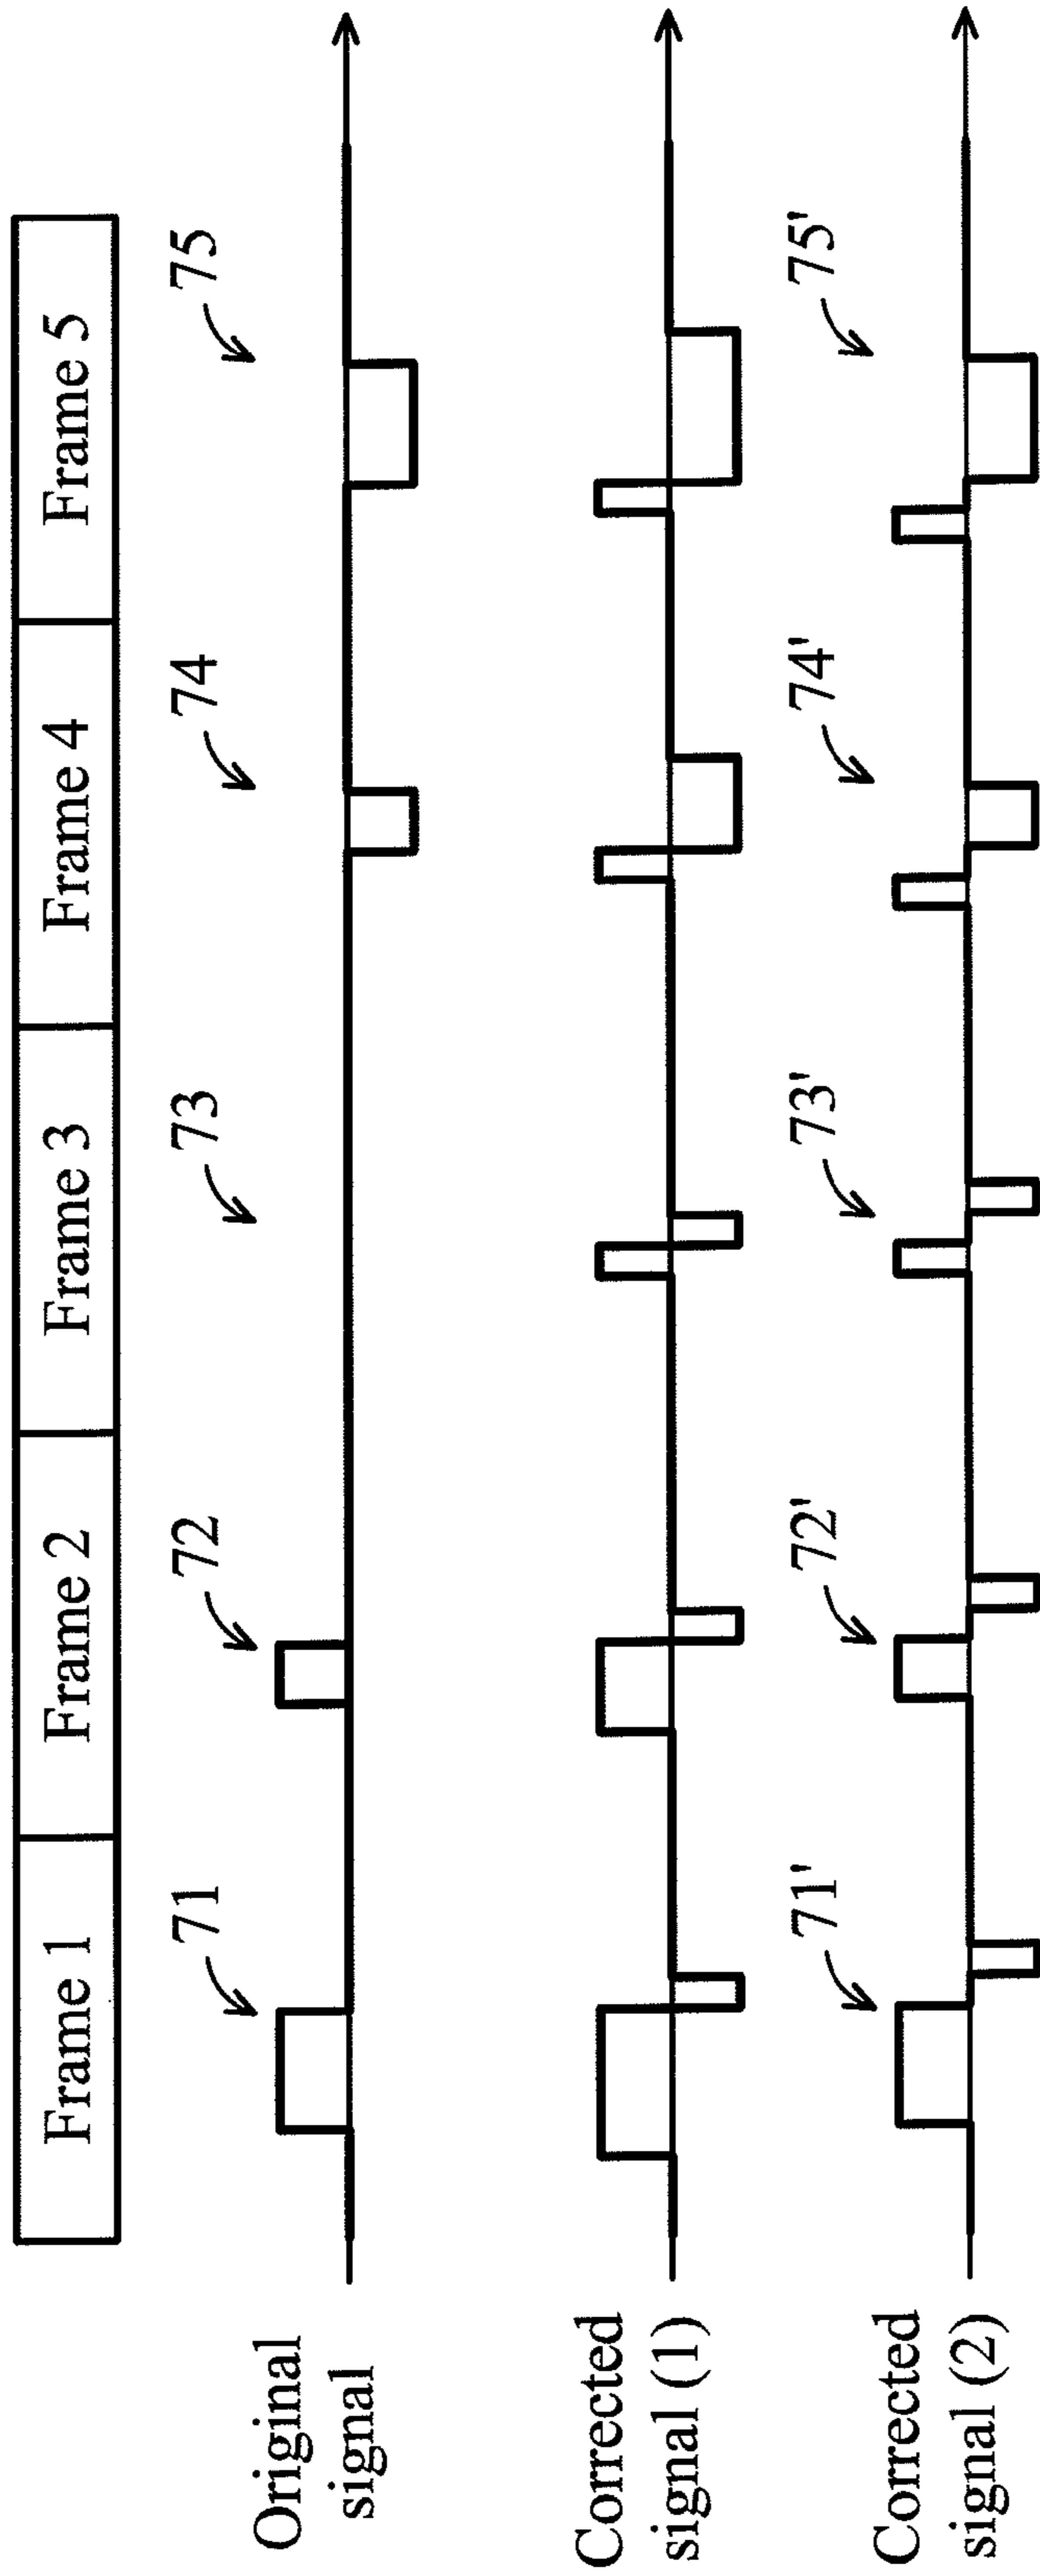 Frame 1
Frame 2
Frame 3
Frame 4
Frame 5
71
72
73
74
75
Original
signal
Corrected
signal (1)
71'
72'
73'
74'
75'
Corrected
signal (2)